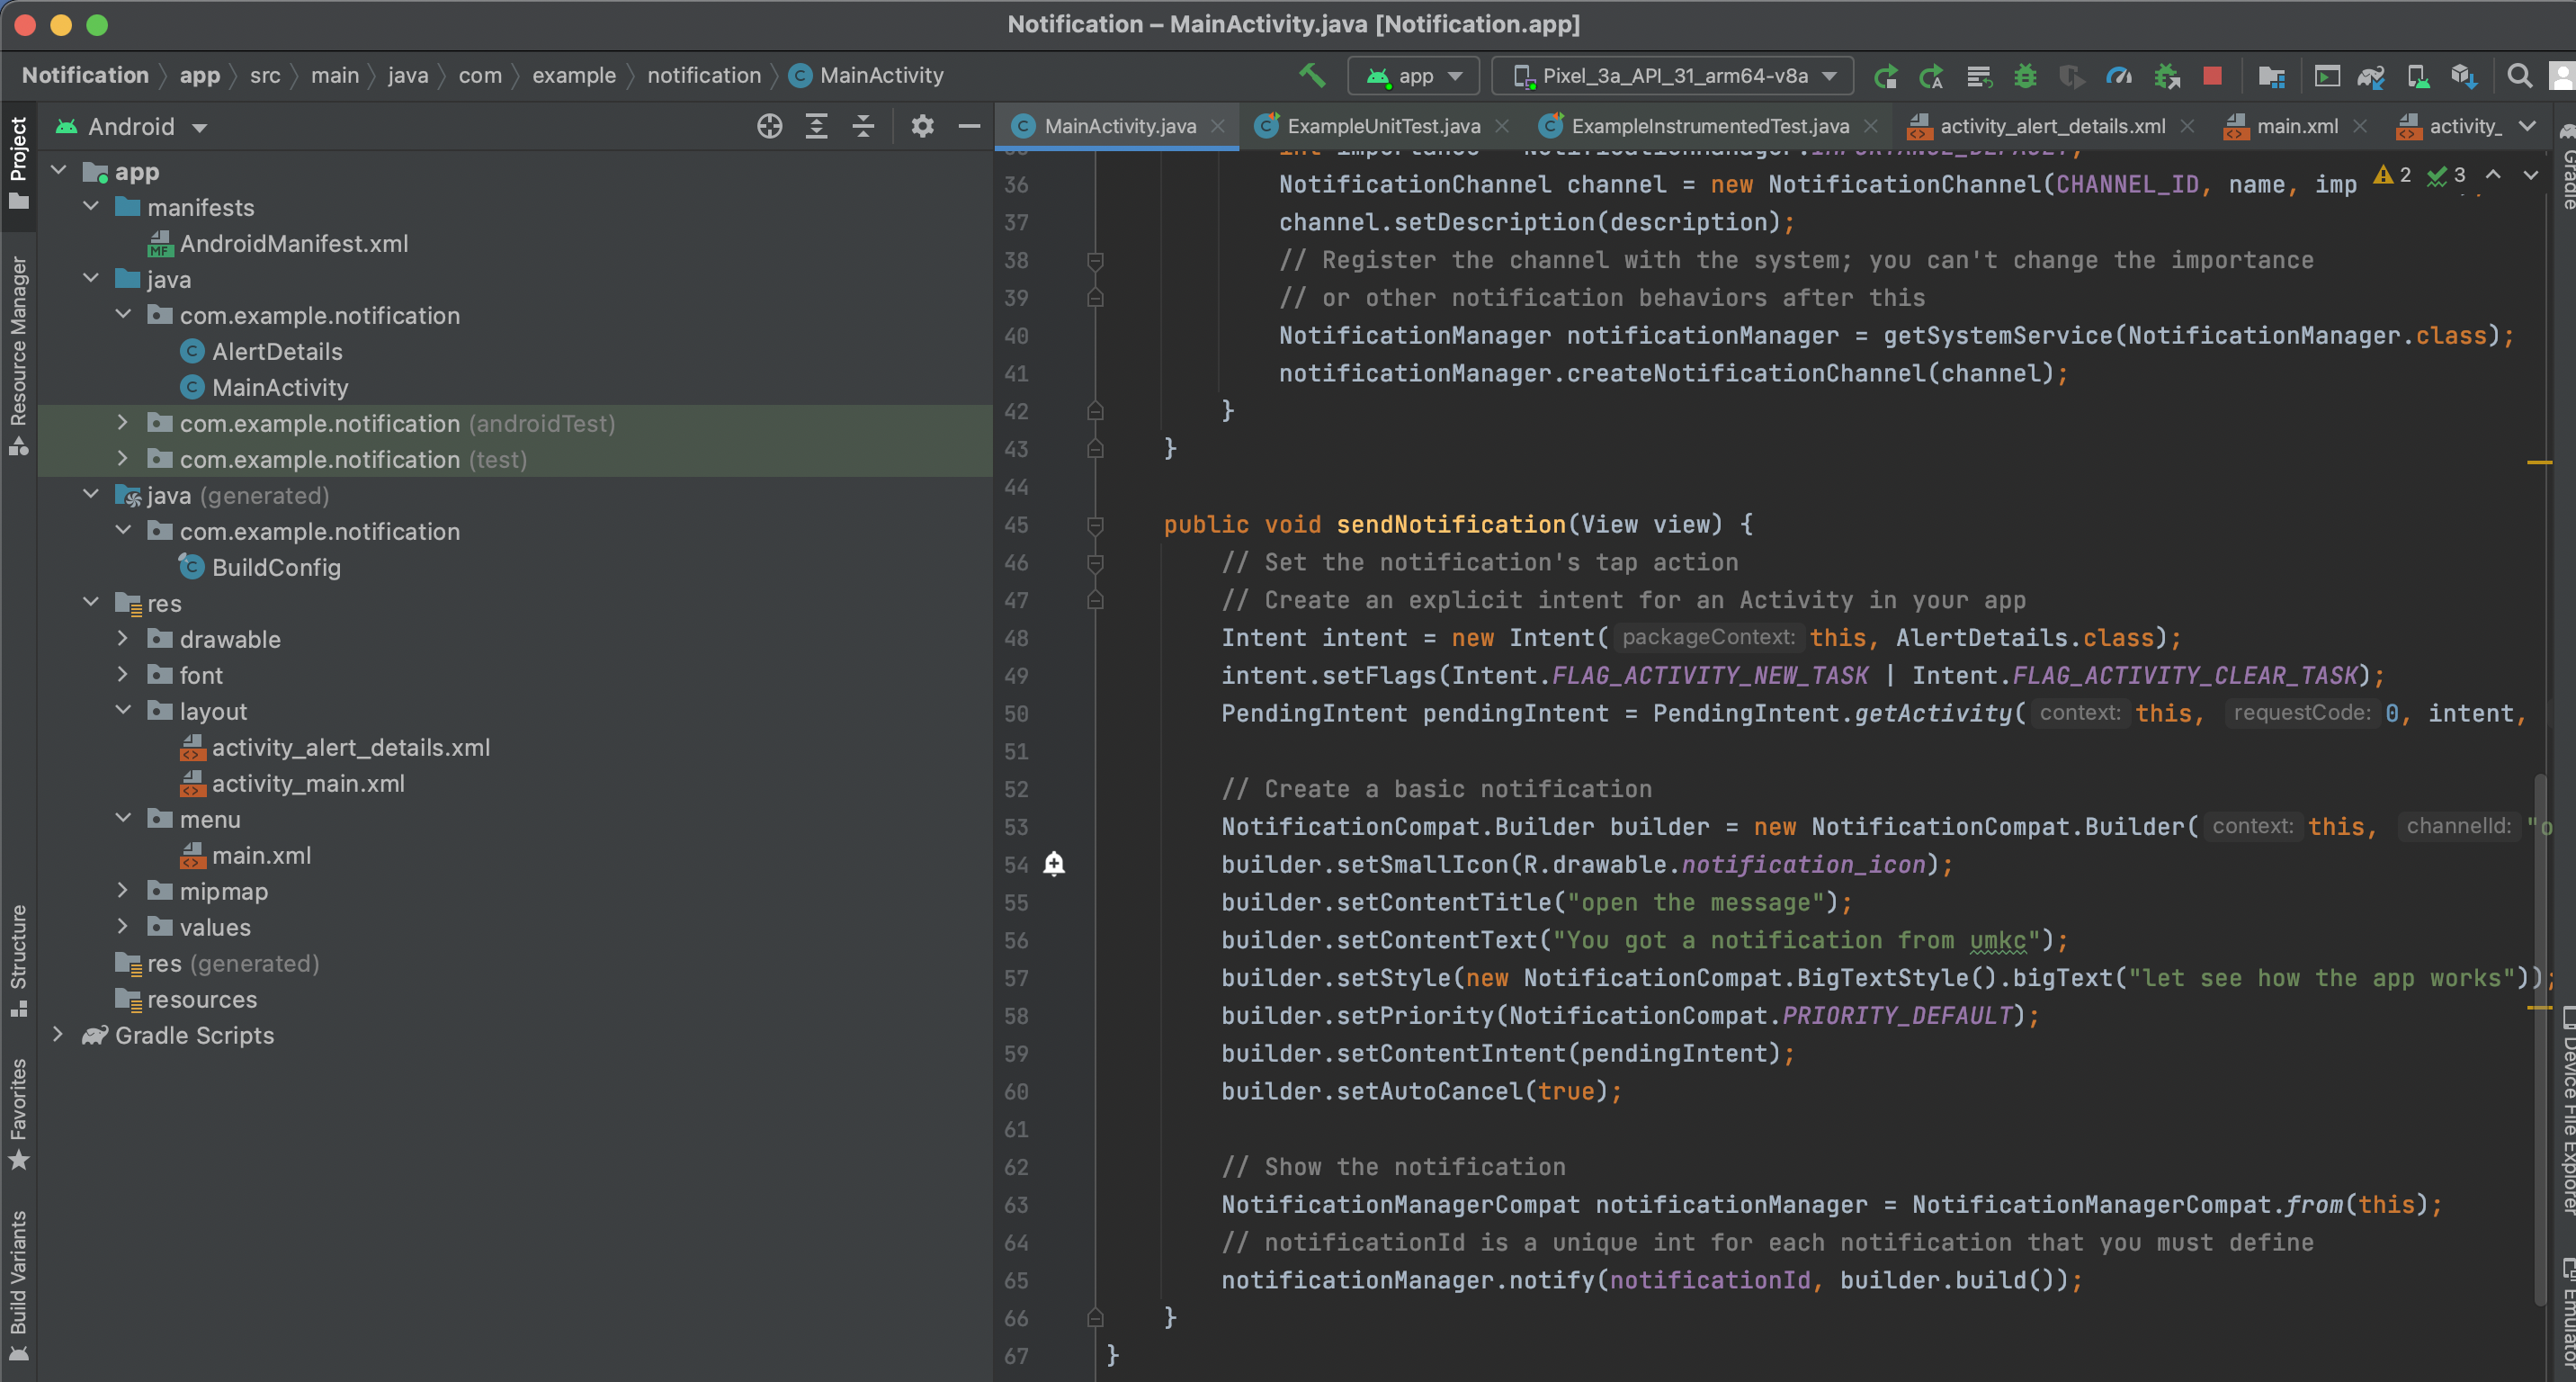 Notification – MainActivity.java [Notification.app]
Notification app src main java com example notification MainActivity
app Pixel_3a_API_31_arm64-v8a
Project
Resource Manager
Structure
Favorites
Build Variants
Android
app
manifests
AndroidManifest.xml
java
com.example.notification
AlertDetails
MainActivity
com.example.notification (androidTest)
com.example.notification (test)
java (generated)
com.example.notification
BuildConfig
res
drawable
font
layout
activity_alert_details.xml
activity_main.xml
menu
main.xml
mipmap
values
res (generated)
resources
Gradle Scripts
MainActivity.java ExampleUnitTest.java ExampleInstrumentedTest.java activity_alert_details.xml main.xml activity_
2 3
36 NotificationChannel channel = new NotificationChannel(CHANNEL_ID, name, imp
37 channel.setDescription(description);
38 // Register the channel with the system; you can't change the importance
39 // or other notification behaviors after this
40 NotificationManager notificationManager = getSystemService(NotificationManager.class);
41 notificationManager.createNotificationChannel(channel);
42 }
43 }
44
45 public void sendNotification(View view) {
46 // Set the notification's tap action
47 // Create an explicit intent for an Activity in your app
48 Intent intent = new Intent( packageContext: this, AlertDetails.class);
49 intent.setFlags(Intent.FLAG_ACTIVITY_NEW_TASK | Intent.FLAG_ACTIVITY_CLEAR_TASK);
50 PendingIntent pendingIntent = PendingIntent.getActivity( context: this, requestCode: 0, intent,
51
52 // Create a basic notification
53 NotificationCompat.Builder builder = new NotificationCompat.Builder( context: this, channelId: "o
54 builder.setSmallIcon(R.drawable.notification_icon);
55 builder.setContentTitle("open the message");
56 builder.setContentText("You got a notification from umkc");
57 builder.setStyle(new NotificationCompat.BigTextStyle().bigText("let see how the app works"));
58 builder.setPriority(NotificationCompat.PRIORITY_DEFAULT);
59 builder.setContentIntent(pendingIntent);
60 builder.setAutoCancel(true);
61
62 // Show the notification
63 NotificationManagerCompat notificationManager = NotificationManagerCompat.from(this);
64 // notificationId is a unique int for each notification that you must define
65 notificationManager.notify(notificationId, builder.build());
66 }
67 }
Gradle
Device File Explorer
Emulator